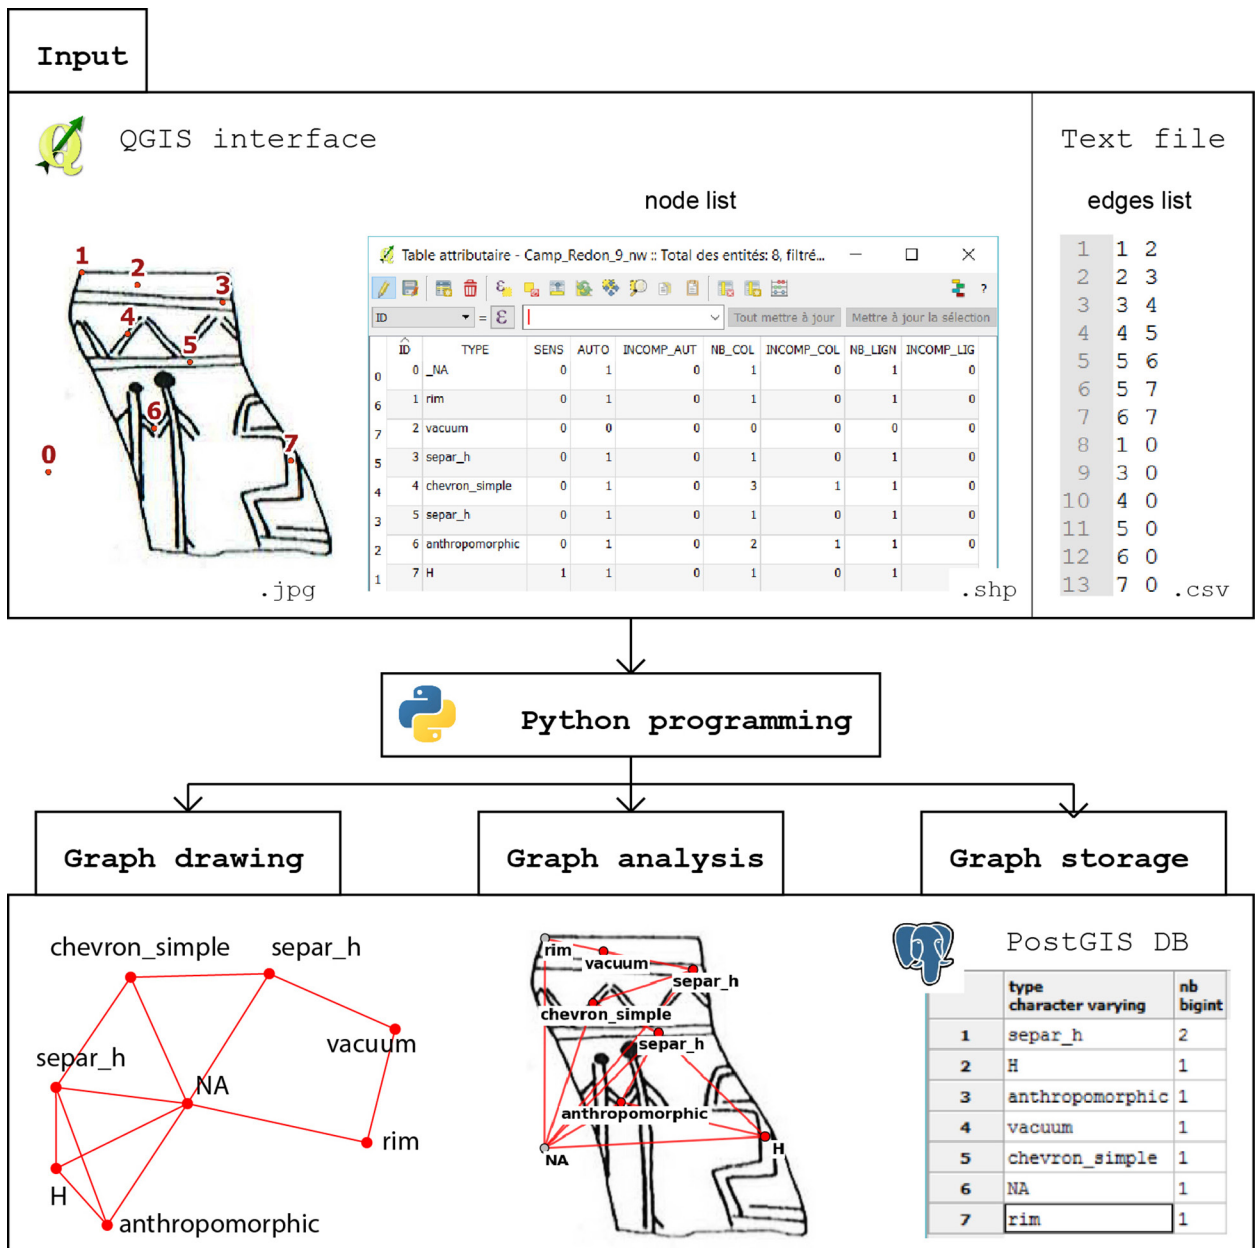 Input
QGIS interface
Text file
node list
edges list
1
2
3
4
5
6
7
0
.jpg
Table attributaire - Camp_Redon_9_nw :: Total des entités: 8, filtré...
ID = ε Tout mettre à jour Mettre à jour la sélection
ID TYPE SENS AUTO INCOMP_AUT NB_COL INCOMP_COL NB_LIGN INCOMP_LIG
0 0 _NA 0 1 0 1 0 1 0
6 1 rim 0 1 0 1 0 1 0
7 2 vacuum 0 0 0 0 0 0 0
5 3 separ_h 0 1 0 1 0 1 0
4 4 chevron_simple 0 1 0 3 1 1 0
3 5 separ_h 0 1 0 1 0 1 0
2 6 anthropomorphic 0 1 0 2 1 1 0
1 7 H 1 1 0 1 0 1
.shp
1 1 2
2 2 3
3 3 4
4 4 5
5 5 6
6 5 7
7 6 7
8 1 0
9 3 0
10 4 0
11 5 0
12 6 0
13 7 0
.csv
Python programming
Graph drawing
Graph analysis
Graph storage
chevron_simple
separ_h
vacuum
separ_h
NA
rim
H
anthropomorphic
rim
vacuum
separ_h
chevron_simple
separ_h
anthropomorphic
NA
H
PostGIS DB
type nb
character varying bigint
1 separ_h 2
2 H 1
3 anthropomorphic 1
4 vacuum 1
5 chevron_simple 1
6 NA 1
7 rim 1